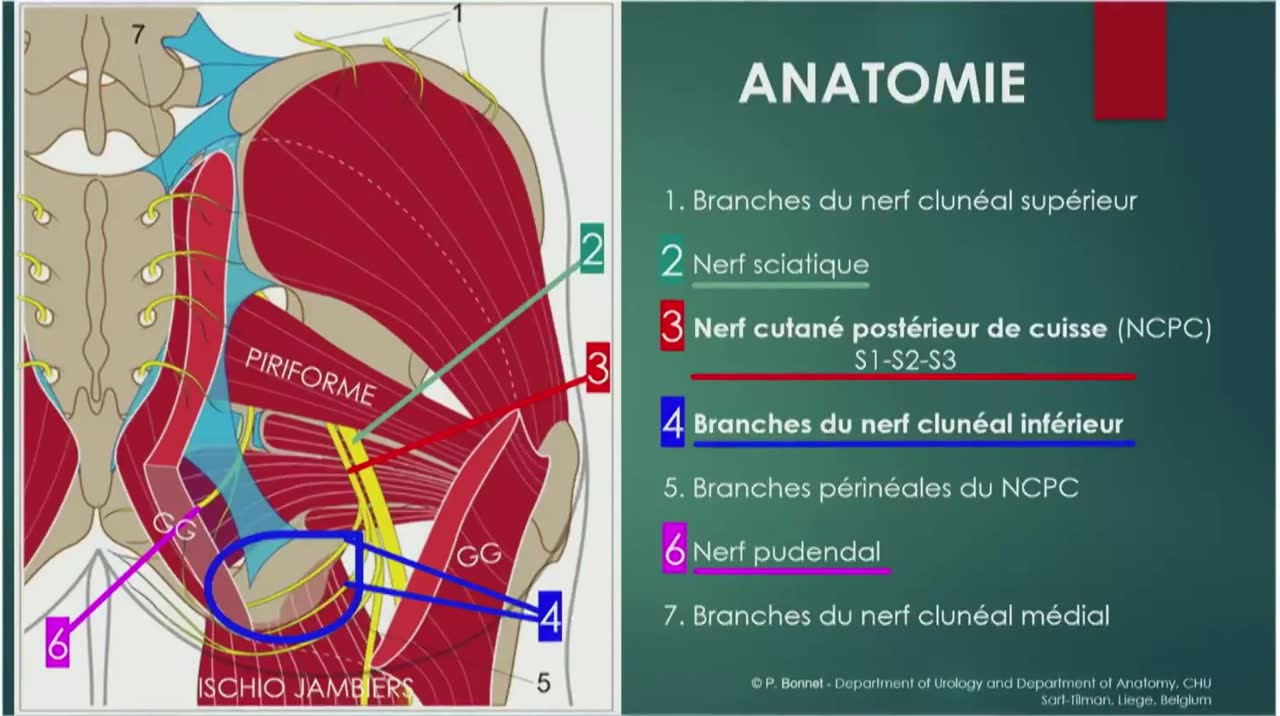 7
1
2
3
PIRIFORME
GG
GG
6
4
5
ISCHIO JAMBIERS
ANATOMIE
1. Branches du nerf clunéal supérieur
2 Nerf sciatique
3 Nerf cutané postérieur de cuisse (NCPC)
S1-S2-S3
4 Branches du nerf clunéal inférieur
5. Branches périnéales du NCPC
6 Nerf pudendal
7. Branches du nerf clunéal médial
© P. Bonnet - Department of Urology and Department of Anatomy, CHU
Sart-Tilman, Liege, Belgium